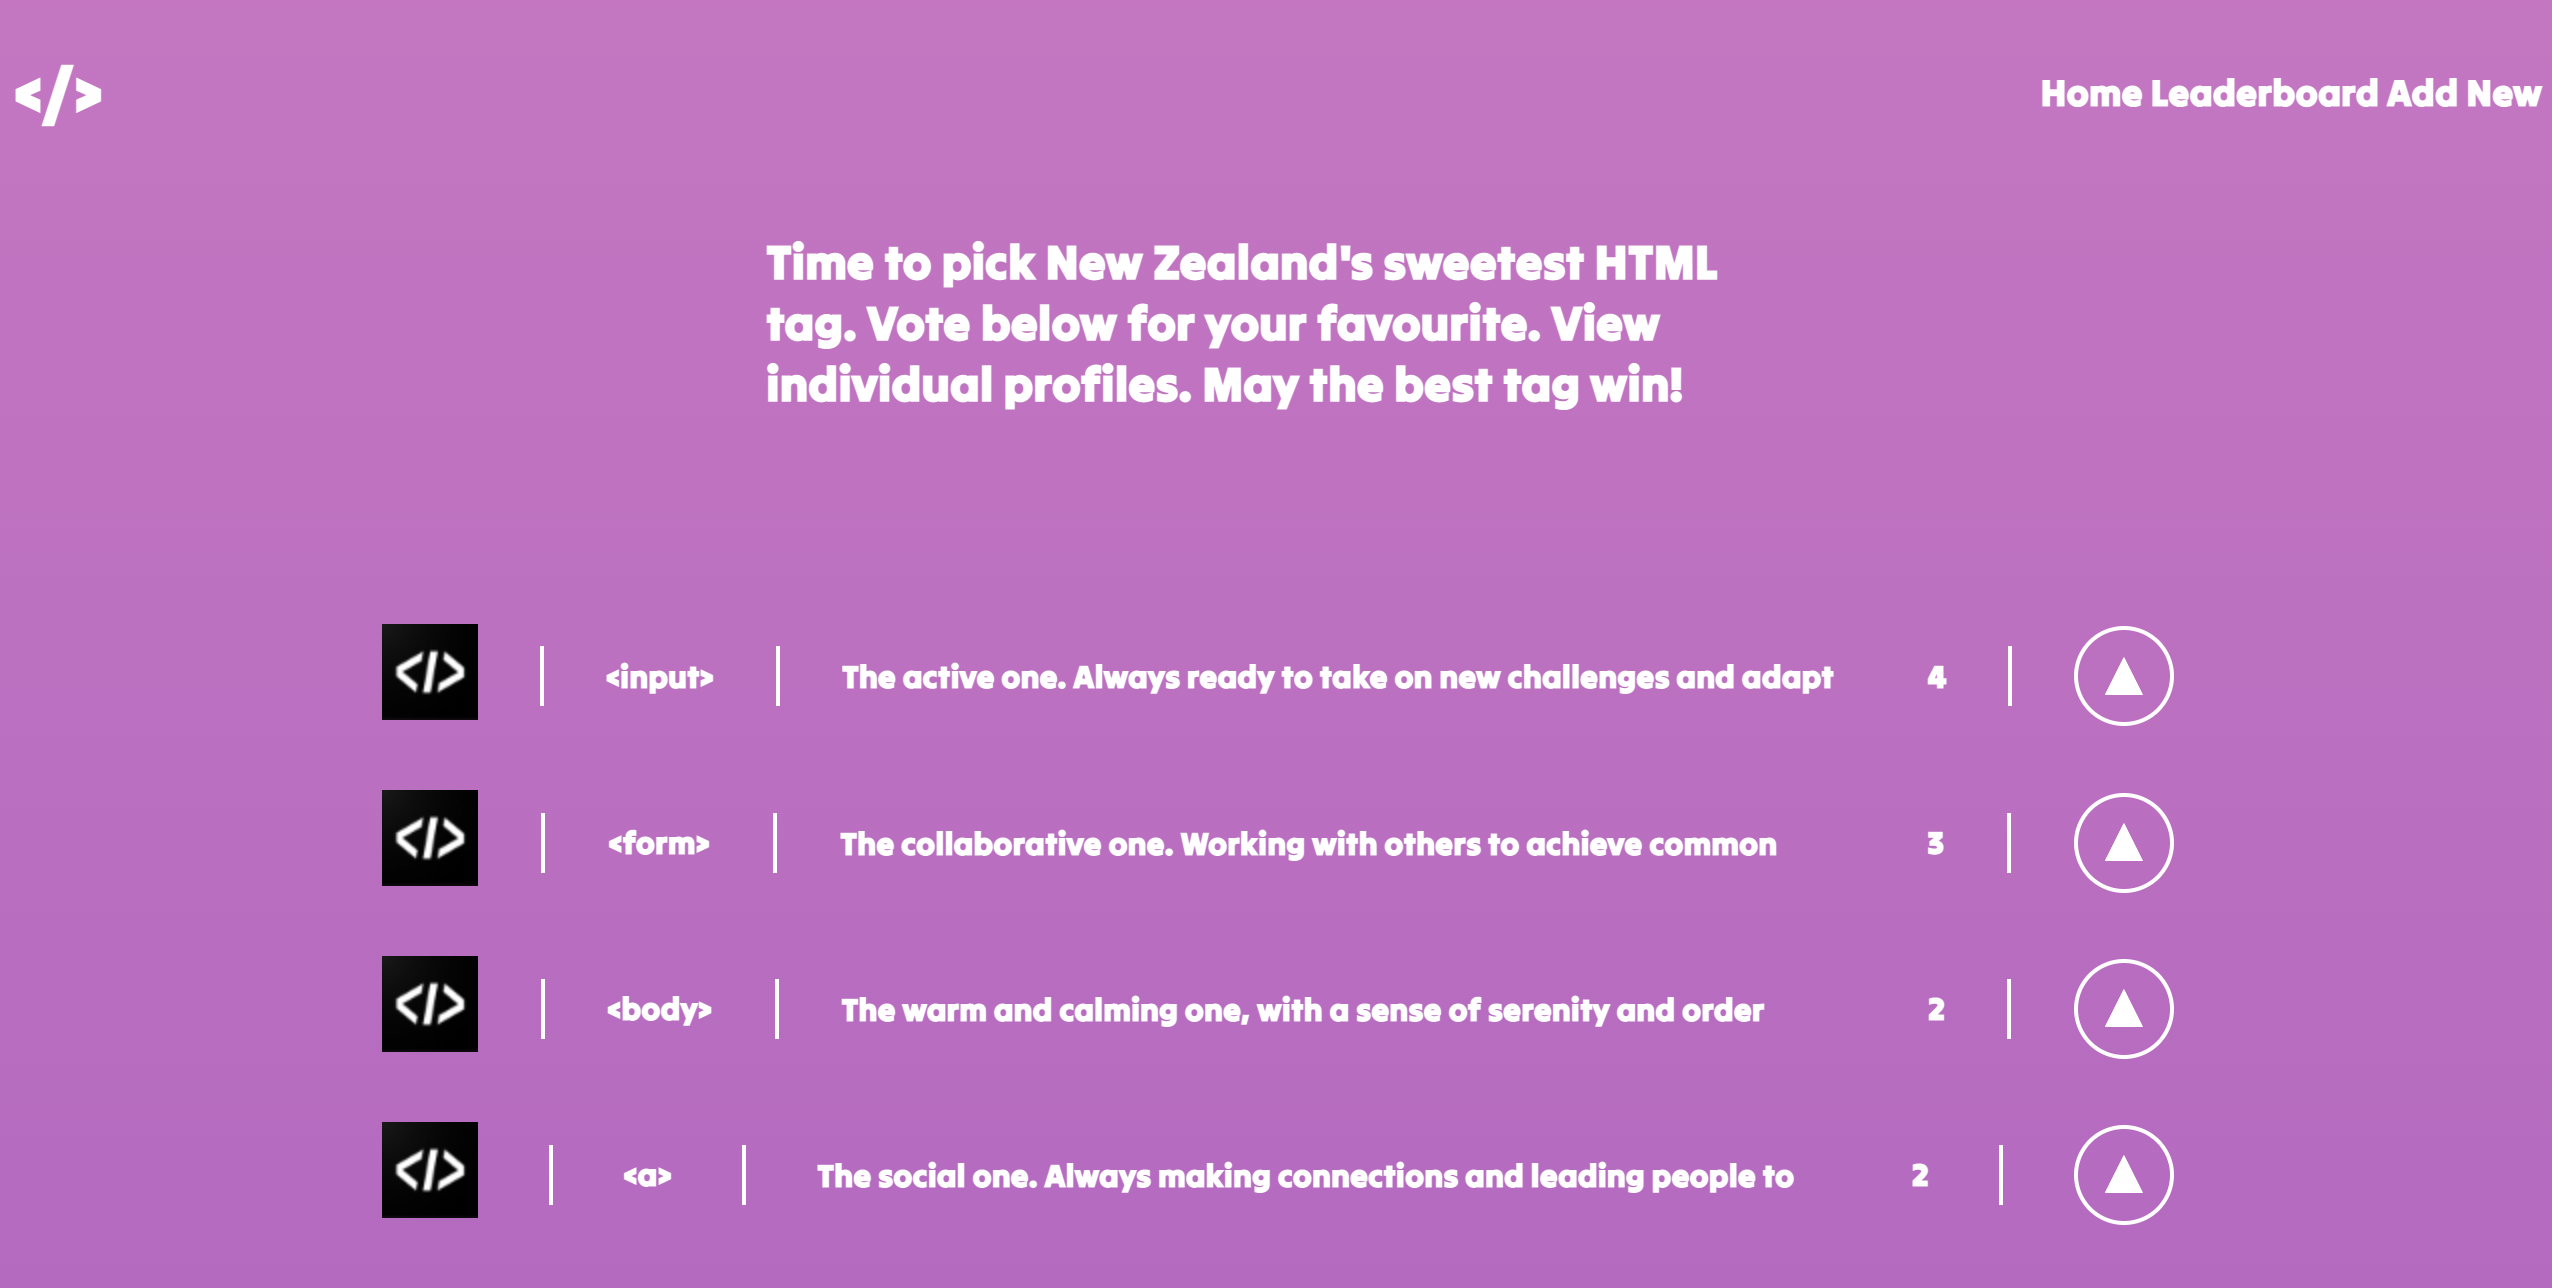 </>
Home Leaderboard Add New
Time to pick New Zealand's sweetest HTML
tag. Vote below for your favourite. View
individual profiles. May the best tag win!
</> <input> The active one. Always ready to take on new challenges and adapt 4
</> <form> The collaborative one. Working with others to achieve common 3
</> <body> The warm and calming one, with a sense of serenity and order 2
</> <a> The social one. Always making connections and leading people to 2